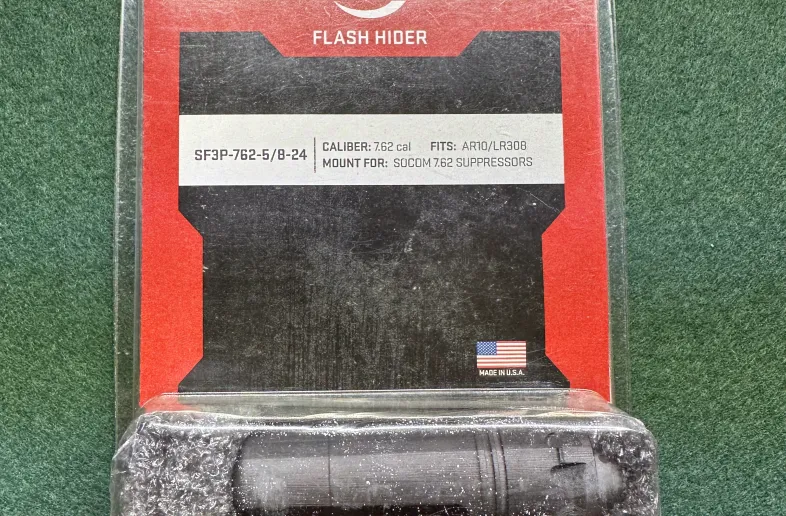 FLASH HIDER
SF3P-762-5/8-24
CALIBER: 7.62 cal FITS: AR10/LR308
MOUNT FOR: SOCOM 7.62 SUPPRESSORS
MADE IN U.S.A.